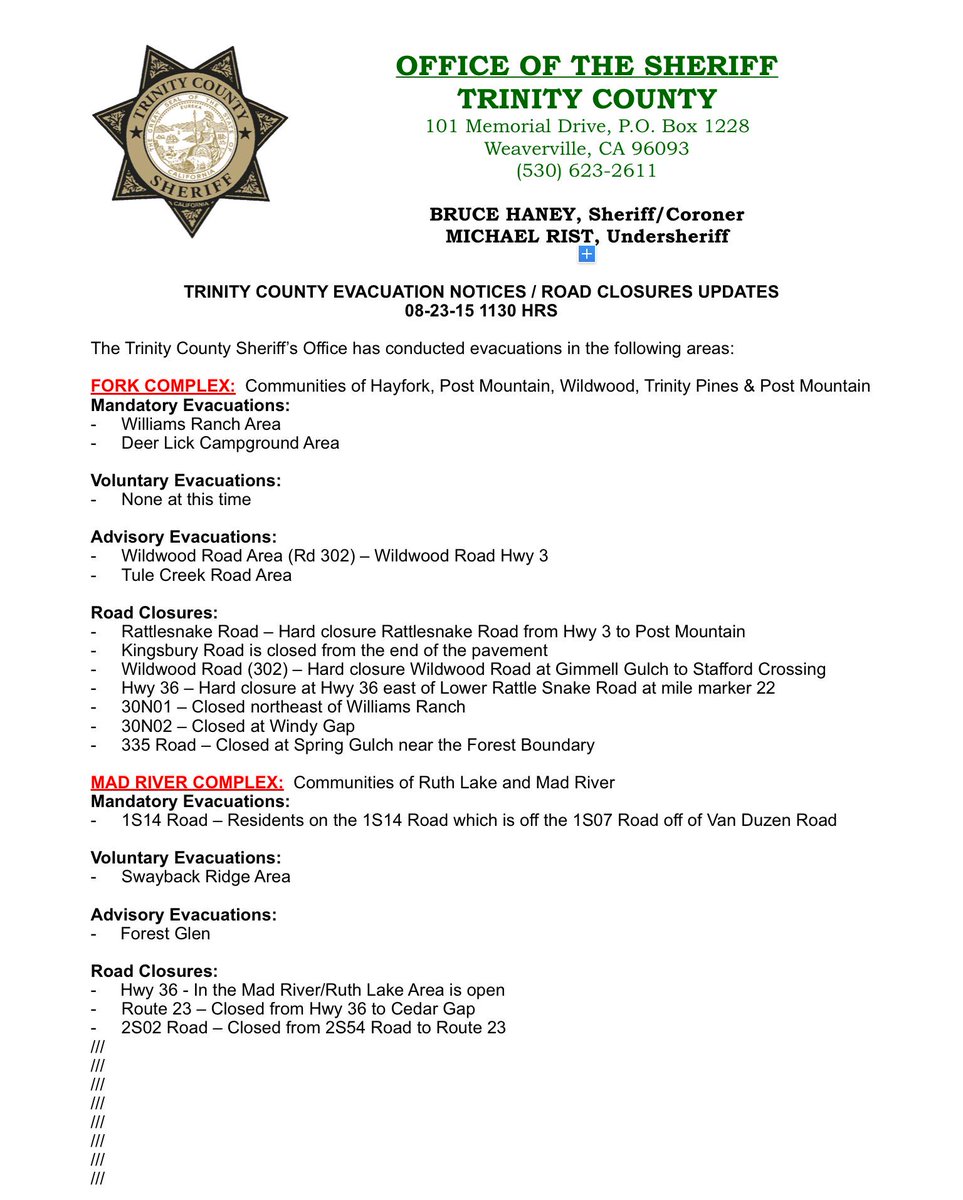 TRINITY COUNTY
THE GREAT SEAL OF THE STATE OF CALIFORNIA
EUREKA
SHERIFF
CALIFORNIA
OFFICE OF THE SHERIFF
TRINITY COUNTY
101 Memorial Drive, P.O. Box 1228
Weaverville, CA 96093
(530) 623-2611
BRUCE HANEY, Sheriff/Coroner
MICHAEL RIST, Undersheriff
TRINITY COUNTY EVACUATION NOTICES / ROAD CLOSURES UPDATES
08-23-15 1130 HRS
The Trinity County Sheriff's Office has conducted evacuations in the following areas:
FORK COMPLEX: Communities of Hayfork, Post Mountain, Wildwood, Trinity Pines & Post Mountain
Mandatory Evacuations:
- Williams Ranch Area
- Deer Lick Campground Area
Voluntary Evacuations:
- None at this time
Advisory Evacuations:
- Wildwood Road Area (Rd 302) – Wildwood Road Hwy 3
- Tule Creek Road Area
Road Closures:
- Rattlesnake Road – Hard closure Rattlesnake Road from Hwy 3 to Post Mountain
- Kingsbury Road is closed from the end of the pavement
- Wildwood Road (302) – Hard closure Wildwood Road at Gimmell Gulch to Stafford Crossing
- Hwy 36 – Hard closure at Hwy 36 east of Lower Rattle Snake Road at mile marker 22
- 30N01 – Closed northeast of Williams Ranch
- 30N02 – Closed at Windy Gap
- 335 Road – Closed at Spring Gulch near the Forest Boundary
MAD RIVER COMPLEX: Communities of Ruth Lake and Mad River
Mandatory Evacuations:
- 1S14 Road – Residents on the 1S14 Road which is off the 1S07 Road off of Van Duzen Road
Voluntary Evacuations:
- Swayback Ridge Area
Advisory Evacuations:
- Forest Glen
Road Closures:
- Hwy 36 - In the Mad River/Ruth Lake Area is open
- Route 23 – Closed from Hwy 36 to Cedar Gap
- 2S02 Road – Closed from 2S54 Road to Route 23
///
///
///
///
///
///
///
///